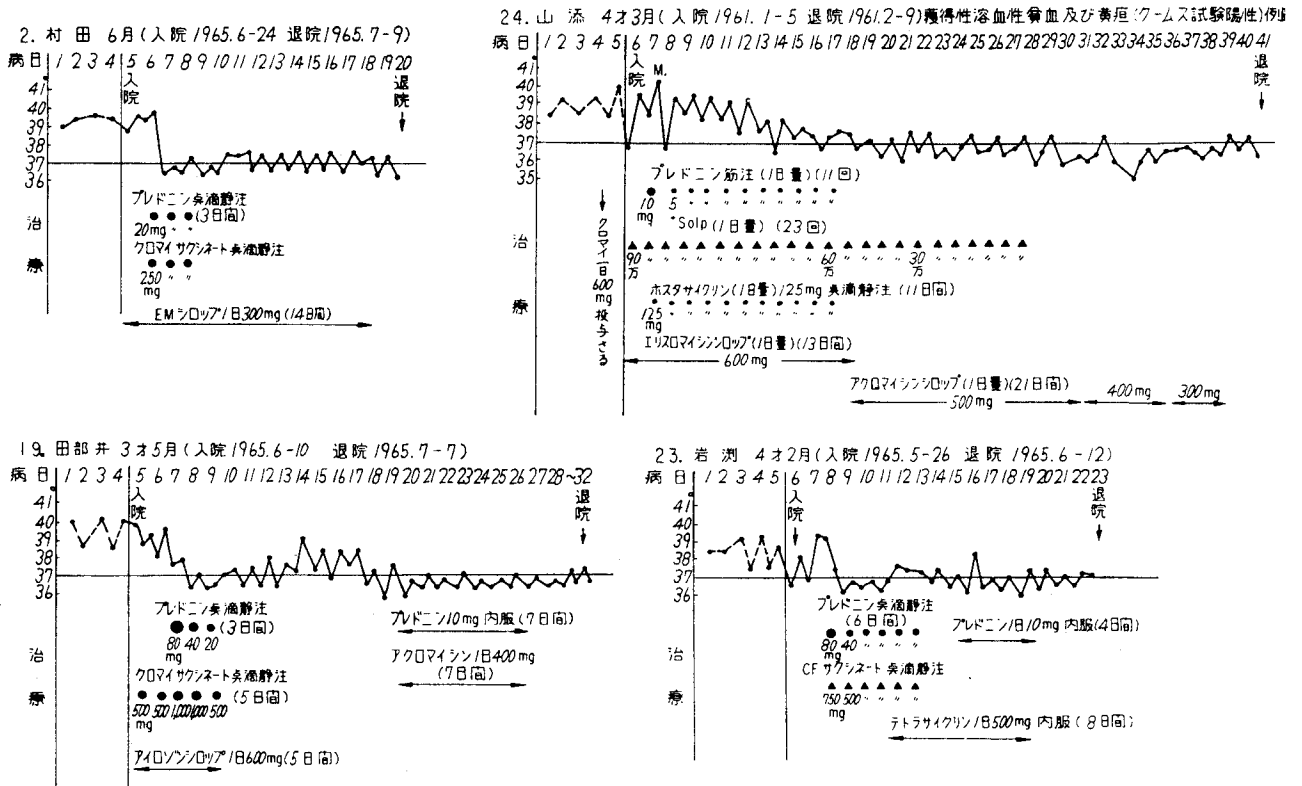 2. 村田 6月(入院1965.6-24 退院1965.7-9)
病日 1 2 3 4 5 6 7 8 9 10 11 12 13 14 15 16 17 18 19 20
入院
退院
41
40
39
38
37
36
治療
プレドニン点滴静注
(3日間)
20mg 〃 〃
クロマイサクシネート点滴静注
250 〃 〃
mg
EMシロップ1日300mg(14日間)
24. 山添 4才3月(入院1961.1-5 退院1961.2-9)獲得性溶血性貧血及び黄疸(クームス試験陽性)例
病日 1 2 3 4 5 6 7 8 9 10 11 12 13 14 15 16 17 18 19 20 21 22 23 24 25 26 27 28 29 30 31 32 33 34 35 36 37 38 39 40 41
入院
M.
退院
41
40
39
38
37
36
35
治療
クロマイ一日600mg投与さる
プレドニン筋注(1日量)(11回)
10 5 〃 〃 〃 〃 〃 〃 〃 〃 〃
mg
"Solp(1日量) (23回)
90万 〃 〃 〃 〃 〃 〃 〃 〃 〃 〃 60万 〃 〃 〃 〃 30万 〃 〃 〃 〃 〃 〃
ホスタサイクリン(1日量)125mg点滴静注(11日間)
125 〃 〃 〃 〃 〃 〃 〃 〃 〃 〃
mg
エリスロマイシンシロップ(1日量)(13日間)
600mg
アクロマイシンシロップ(1日量)(21日間)
500mg 400mg 300mg
19. 田部井 3才5月(入院1965.6-10 退院1965.7-7)
病日 1 2 3 4 5 6 7 8 9 10 11 12 13 14 15 16 17 18 19 20 21 22 23 24 25 26 27 28~32
入院
退院
41
40
39
38
37
36
治療
プレドニン点滴静注
(3日間)
80 40 20
mg
クロマイサクシネート点滴静注
(5日間)
500 500 1,000 1,000 500
mg
アイロゾンシロップ1日600mg(5日間)
プレドニン10mg内服(7日間)
アクロマイシン1日400mg
(7日間)
23. 岩渕 4才2月(入院1965.5-26 退院1965.6-12)
病日 1 2 3 4 5 6 7 8 9 10 11 12 13 14 15 16 17 18 19 20 21 22 23
入院
退院
41
40
39
38
37
36
治療
プレドニン点滴静注
(6日間)
80 40 〃 〃 〃 〃
mg
CFサクシネート点滴静注
750 500 〃 〃 〃 〃
mg
プレドニン1日10mg内服(4日間)
テトラサイクリン1日500mg内服(8日間)